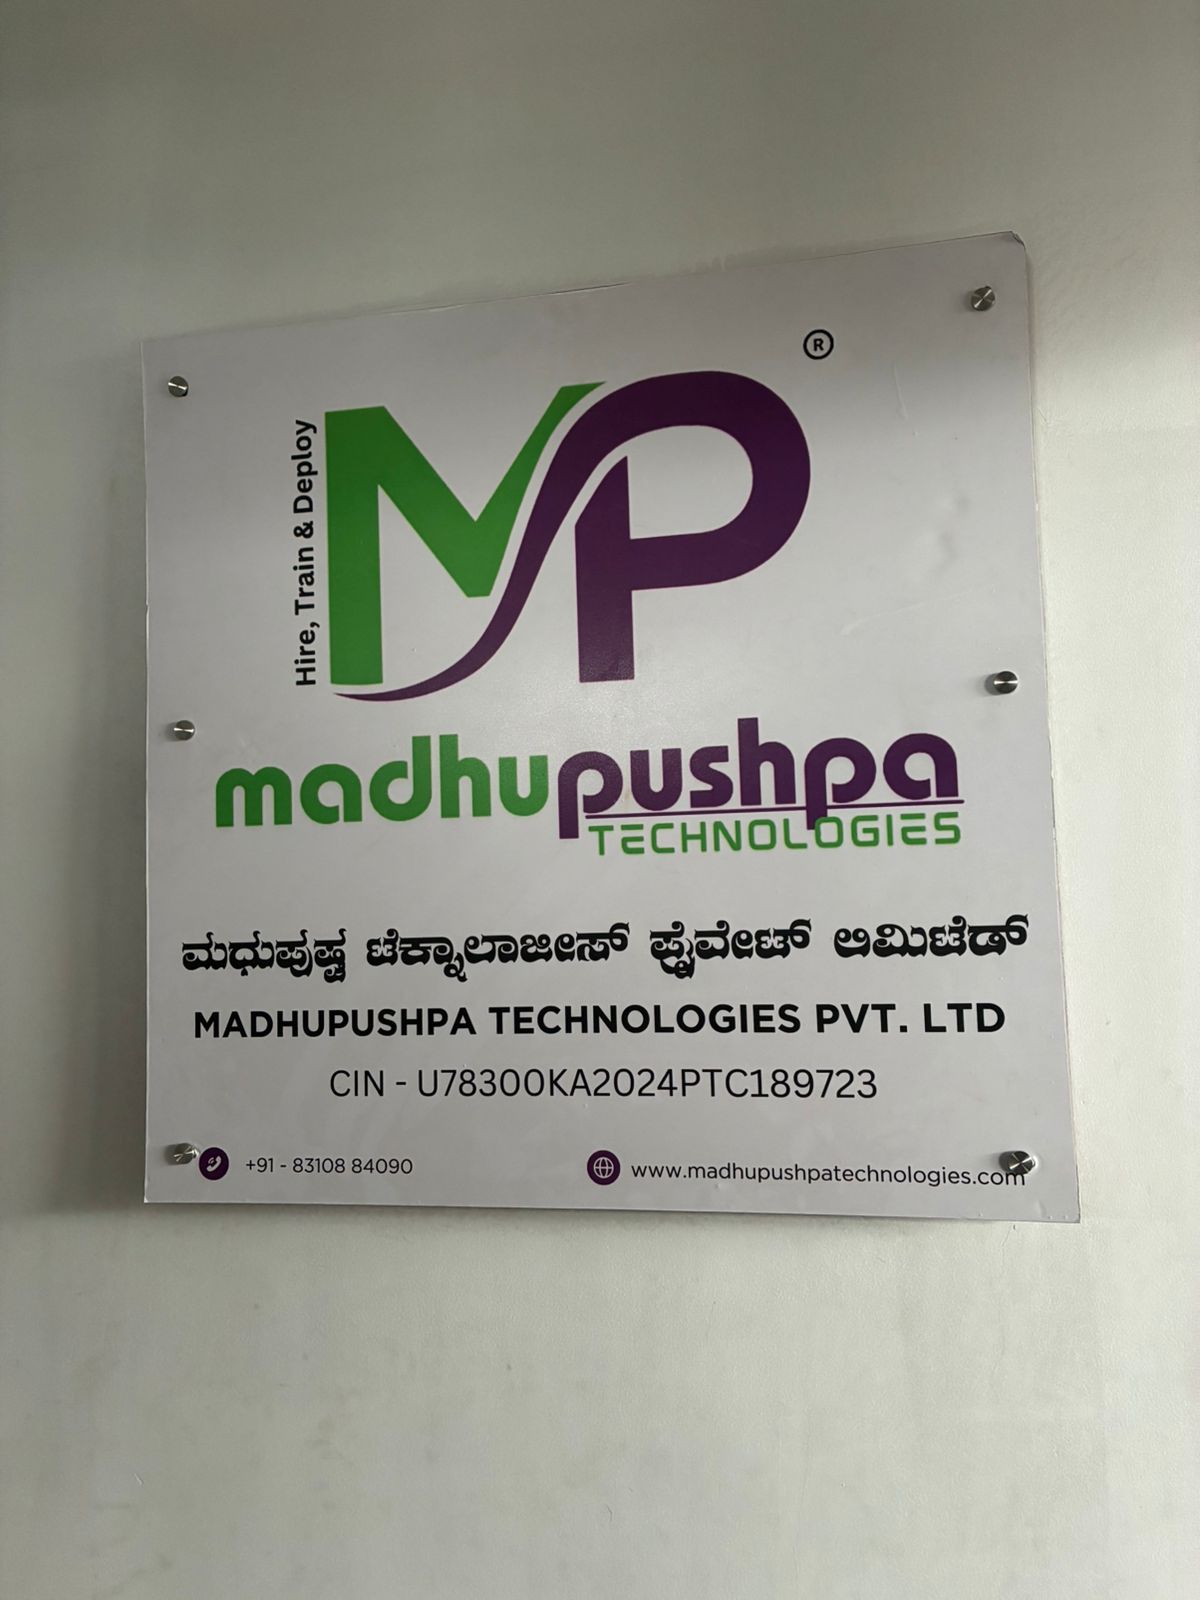 ®
Hire, Train & Deploy
MP
madhupushpa
TECHNOLOGIES
ಮಧುಪುಷ್ಪ ಟೆಕ್ನಾಲಾಜೀಸ್ ಪ್ರೈವೇಟ್ ಲಿಮಿಟೆಡ್
MADHUPUSHPA TECHNOLOGIES PVT. LTD
CIN - U78300KA2024PTC189723
+91 - 83108 84090
www.madhupushpatechnologies.com